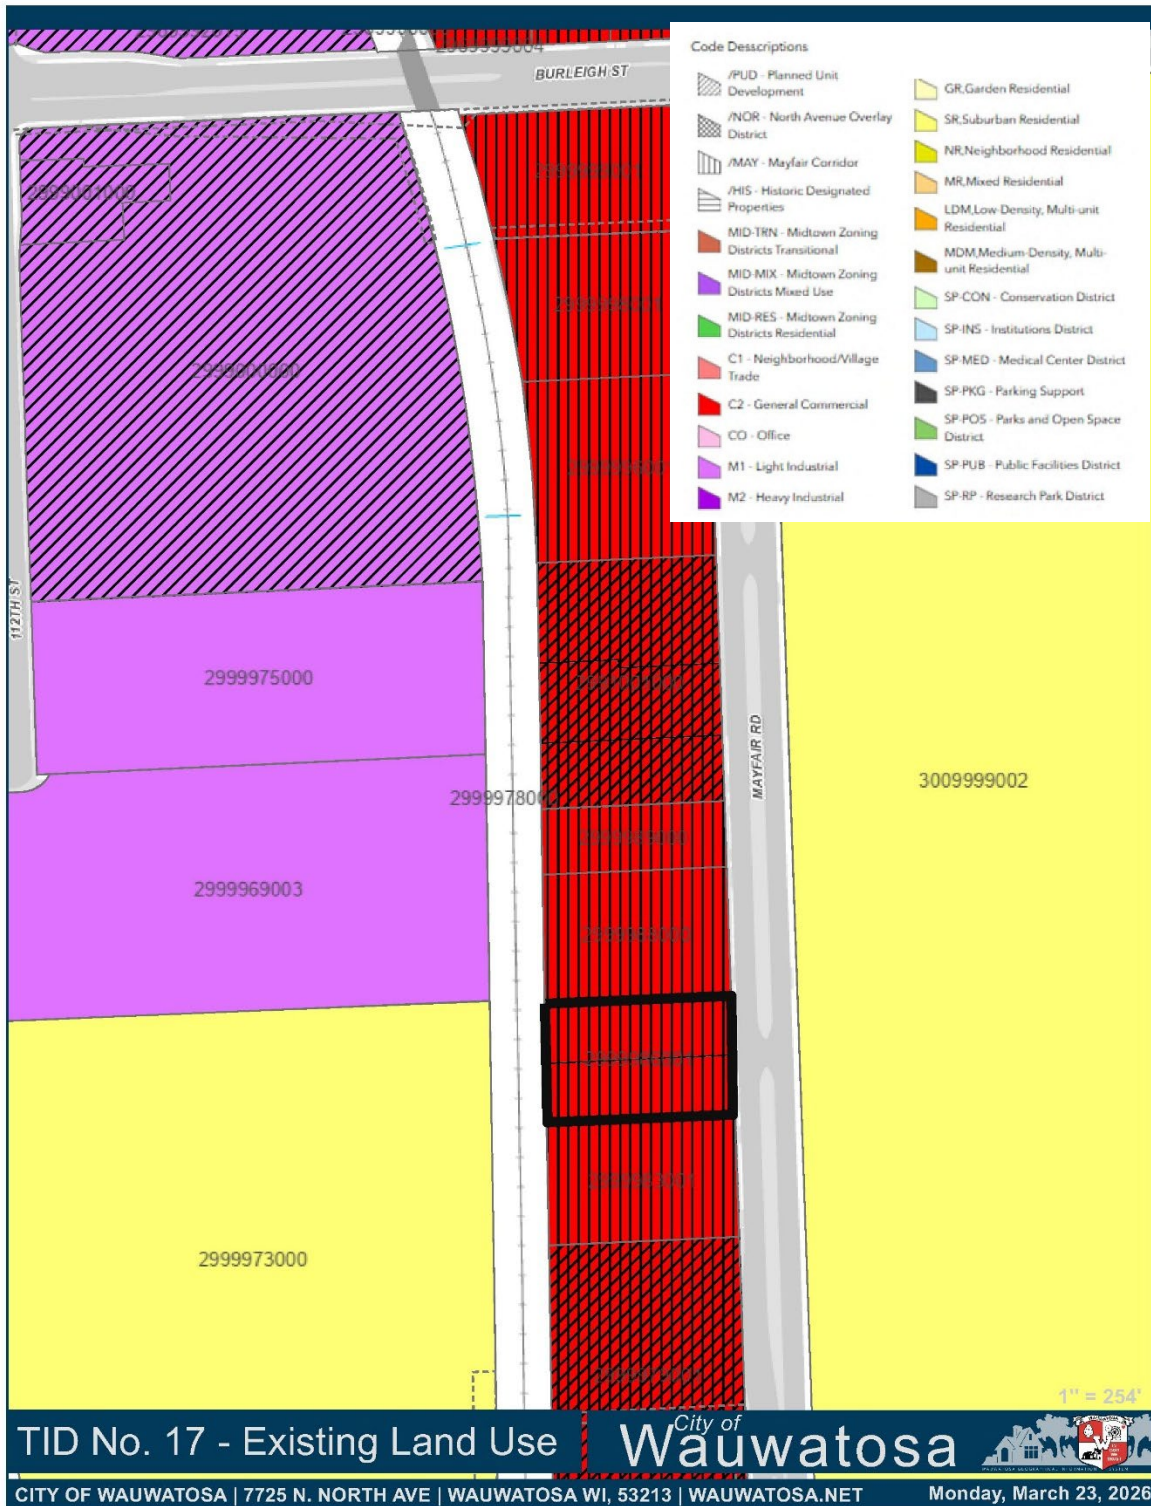 BURLEIGH ST
Code Desscriptions
/PUD - Planned Unit
Development
/NOR - North Avenue Overlay
District
/MAY - Mayfair Corridor
/HIS - Historic Designated
Properties
MID-TRN - Midtown Zoning
Districts Transitional
MID-MIX - Midtown Zoning
Districts Mixed Use
MID-RES - Midtown Zoning
Districts Residential
C1 - Neighborhood/Village
Trade
C2 - General Commercial
CO - Office
M1 - Light Industrial
M2 - Heavy Industrial
GR,Garden Residential
SR,Suburban Residential
NR,Neighborhood Residential
MR,Mixed Residential
LDM,Low-Density, Multi-unit
Residential
MDM,Medium-Density, Multi-
unit Residential
SP-CON - Conservation District
SP-INS - Institutions District
SP-MED - Medical Center District
SP-PKG - Parking Support
SP-POS - Parks and Open Space
District
SP-PUB - Public Facilities District
SP-RP - Research Park District
2999001000
2999000000
112TH ST
2999975000
MAYFAIR RD
3009999002
2999969003
2999973000
1" = 254'
TID No. 17 - Existing Land Use
City of
Wauwatosa
CITY OF WAUWATOSA | 7725 N. NORTH AVE | WAUWATOSA WI, 53213 | WAUWATOSA.NET
Monday, March 23, 2026